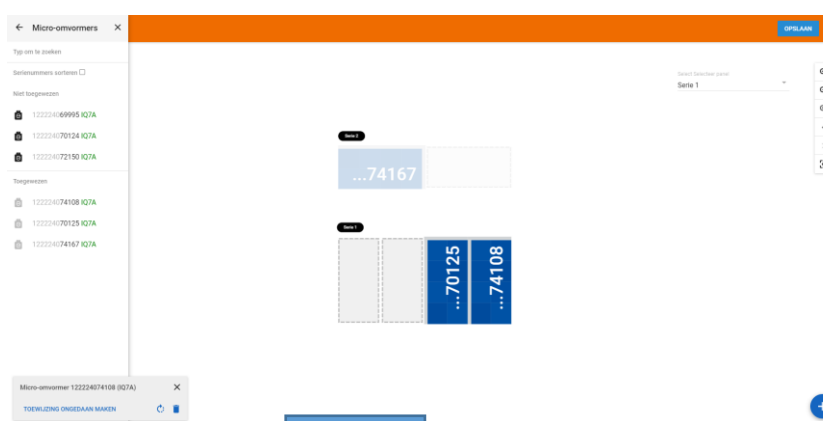 Micro-omvormers
OPSLAAN
Typ om te zoeken
Serienummers sorteren
Niet toegewezen
122224069995 IQ7A
122224070124 IQ7A
122224072150 IQ7A
Toegewezen
122224074108 IQ7A
122224070125 IQ7A
122224074167 IQ7A
Select Selecteer panel
Serie 1
Serie 2
...74167
Serie 1
...70125
...74108
Micro-omvormer 122224074108 (IQ7A)
TOEWIJZING ONGEDAAN MAKEN